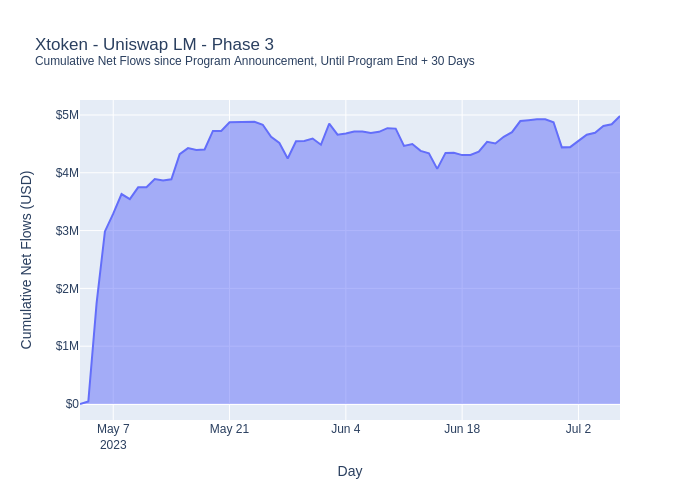 Xtoken - Uniswap LM - Phase 3
Cumulative Net Flows since Program Announcement, Until Program End + 30 Days
$5M
$4M
$3M
$2M
$1M
$0
Cumulative Net Flows (USD)
May 7
2023
May 21
Jun 4
Jun 18
Jul 2
Day